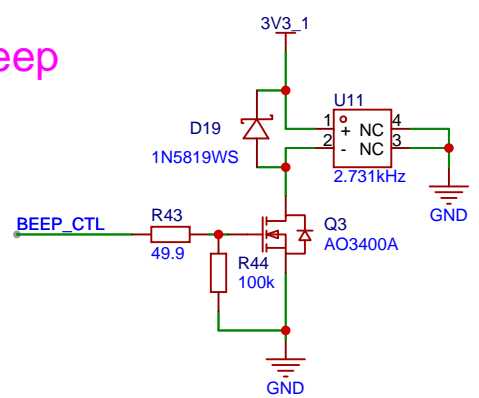 eep
3V3_1
U11
D19
1 + NC 4
2 - NC 3
1N5819WS
2.731kHz
GND
BEEP_CTL
R43
49.9
Q3
AO3400A
R44
100k
GND